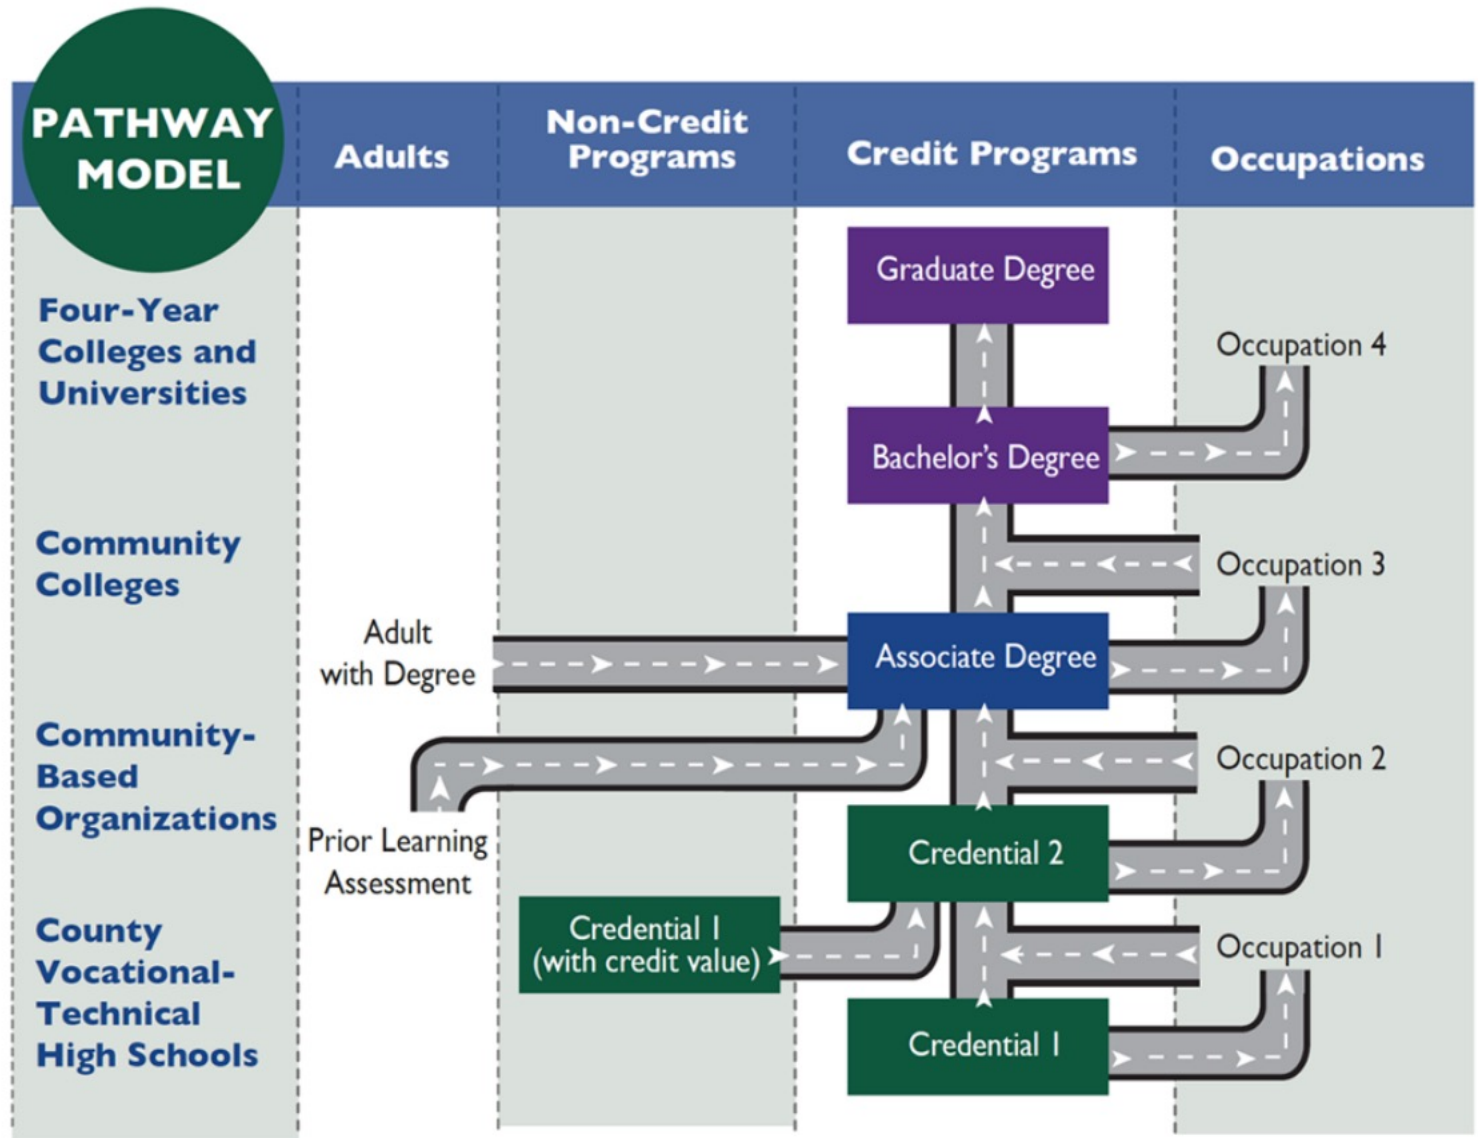 PATHWAY
MODEL
Adults
Non-Credit
Programs
Credit Programs
Occupations
Four-Year
Colleges and
Universities
Community
Colleges
Community-
Based
Organizations
County
Vocational-
Technical
High Schools
Adult
with Degree
Prior Learning
Assessment
Credential 1
(with credit value)
Graduate Degree
Bachelor's Degree
Associate Degree
Credential 2
Credential 1
Occupation 4
Occupation 3
Occupation 2
Occupation 1